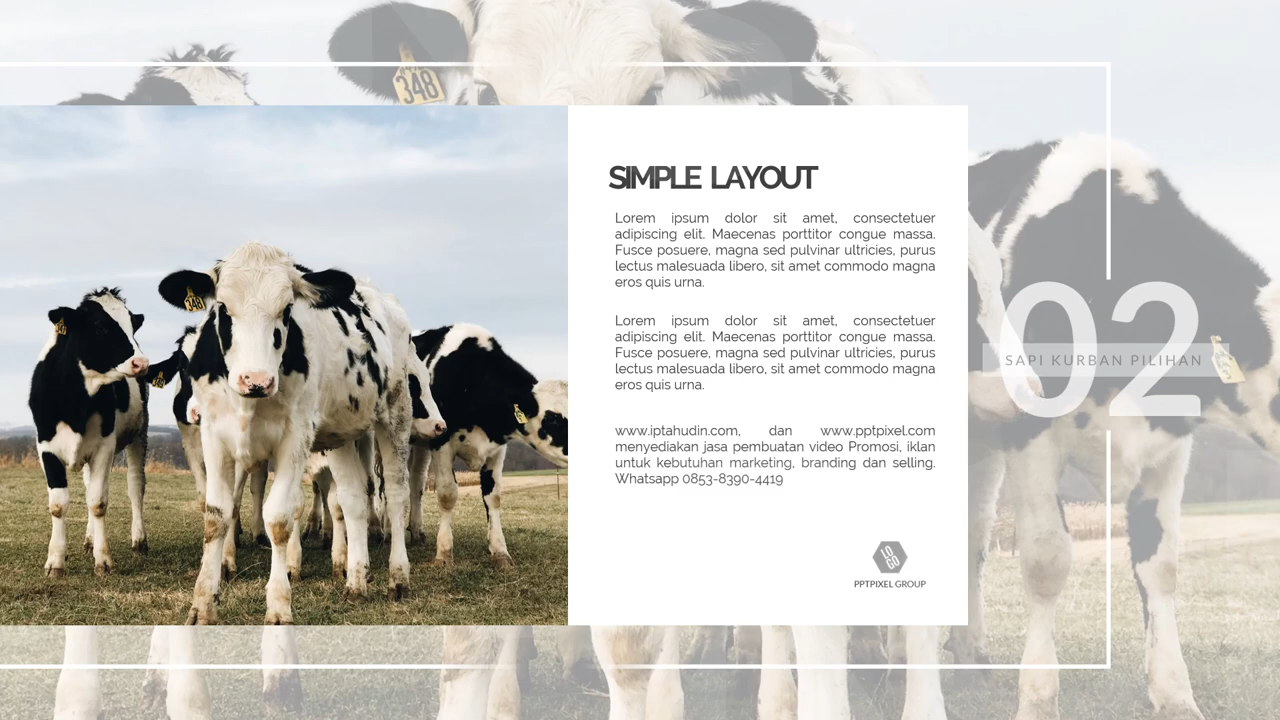 348
SIMPLE LAYOUT
Lorem ipsum dolor sit amet, consectetuer
adipiscing elit. Maecenas porttitor congue massa.
Fusce posuere, magna sed pulvinar ultricies, purus
lectus malesuada libero, sit amet commodo magna
eros quis urna.
Lorem ipsum dolor sit amet, consectetuer
adipiscing elit. Maecenas porttitor congue massa.
Fusce posuere, magna sed pulvinar ultricies, purus
lectus malesuada libero, sit amet commodo magna
eros quis urna.
www.iptahudin.com, dan www.pptpixel.com
menyediakan jasa pembuatan video Promosi, iklan
untuk kebutuhan marketing, branding dan selling.
Whatsapp 0853-8390-4419
LO
GO
PPTPIXEL GROUP
348
02
SAPI KURBAN PILIHAN